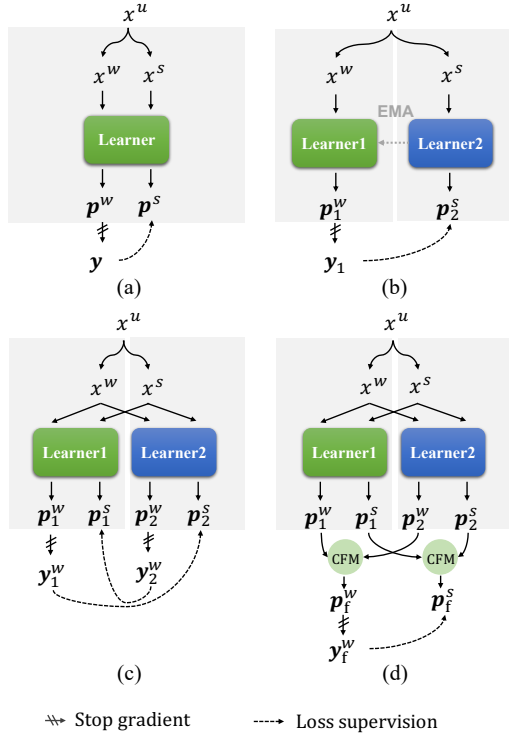 x^u
x^w x^s
Learner
p^w p^s
y
(a)
x^u
x^w x^s
EMA
Learner1 Learner2
p_1^w p_2^s
y_1
(b)
x^u
x^w x^s
Learner1 Learner2
p_1^w p_1^s p_2^w p_2^s
y_1^w y_2^w
(c)
x^u
x^w x^s
Learner1 Learner2
p_1^w p_1^s p_2^w p_2^s
CFM CFM
p_f^w p_f^s
y_f^w
(d)
Stop gradient Loss supervision